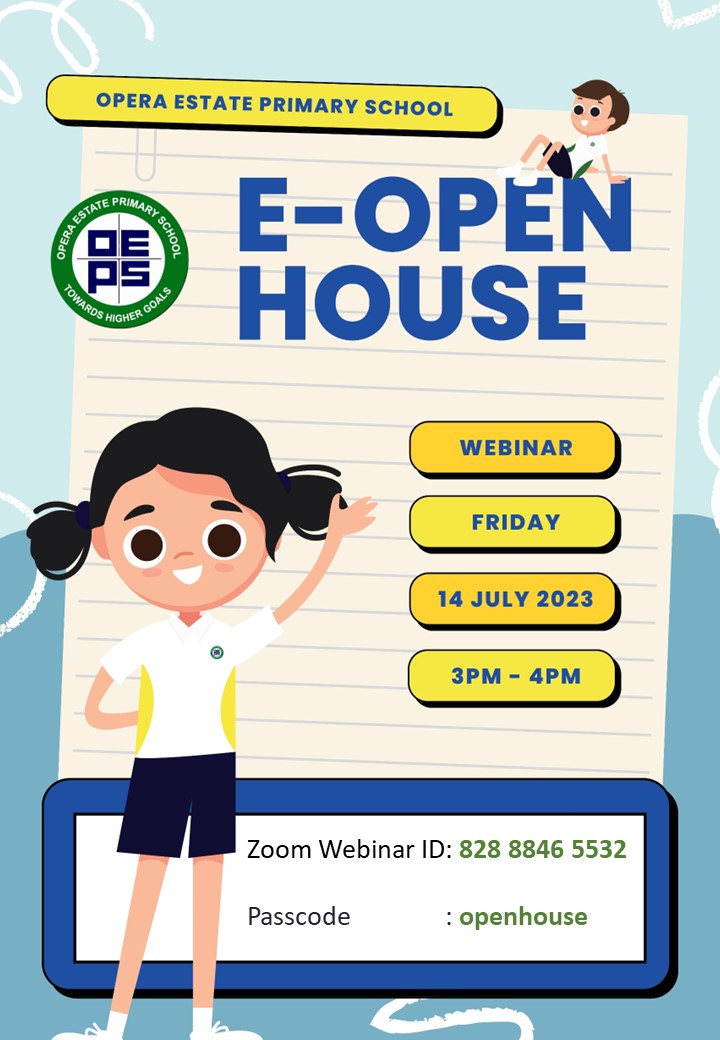 OPERA ESTATE PRIMARY SCHOOL
E-OPEN
HOUSE
OPERA ESTATE PRIMARY SCHOOL
OE
PS
TOWARDS HIGHER GOALS
WEBINAR
FRIDAY
14 JULY 2023
3PM - 4PM
Zoom Webinar ID: 828 8846 5532
Passcode : openhouse